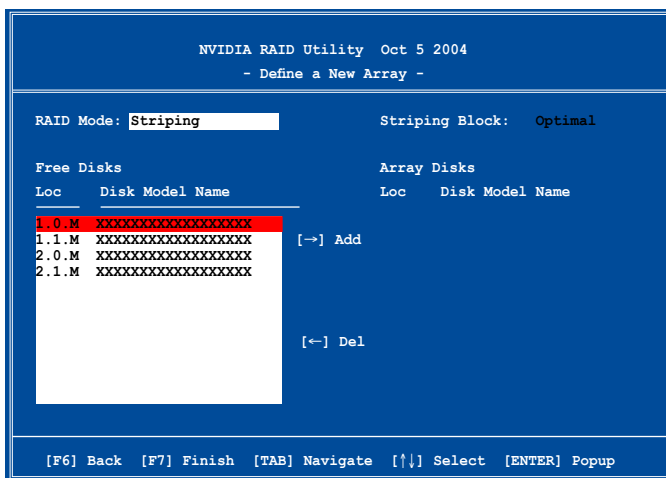 NVIDIA RAID Utility  Oct 5 2004
- Define a New Array -
RAID Mode: Striping  Striping Block:  Optimal
Free Disks  Array Disks
Loc  Disk Model Name  Loc  Disk Model Name
1.0.M  XXXXXXXXXXXXXXXXXX
1.1.M  XXXXXXXXXXXXXXXXXX  [→] Add
2.0.M  XXXXXXXXXXXXXXXXXX
2.1.M  XXXXXXXXXXXXXXXXXX
[←] Del
[F6] Back  [F7] Finish  [TAB] Navigate  [↑↓] Select  [ENTER] Popup